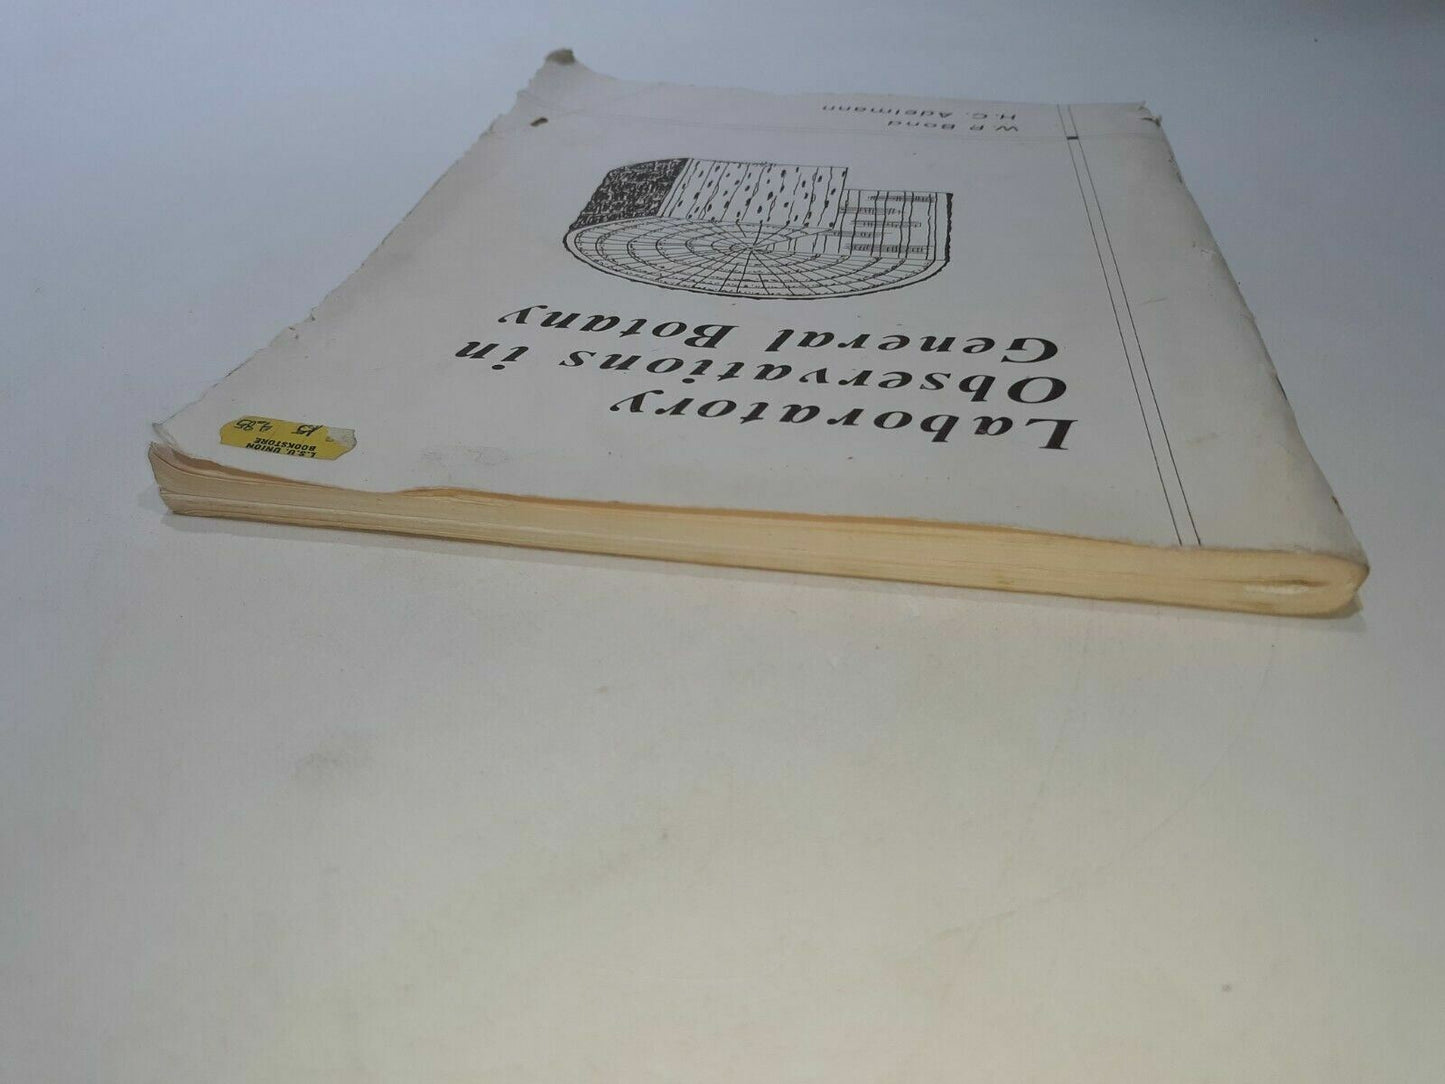 Laboratory
Observations in
General Botany
W. P. Bond
H. C. Adelmann
L.S.U. UNION
BOOKSTORE